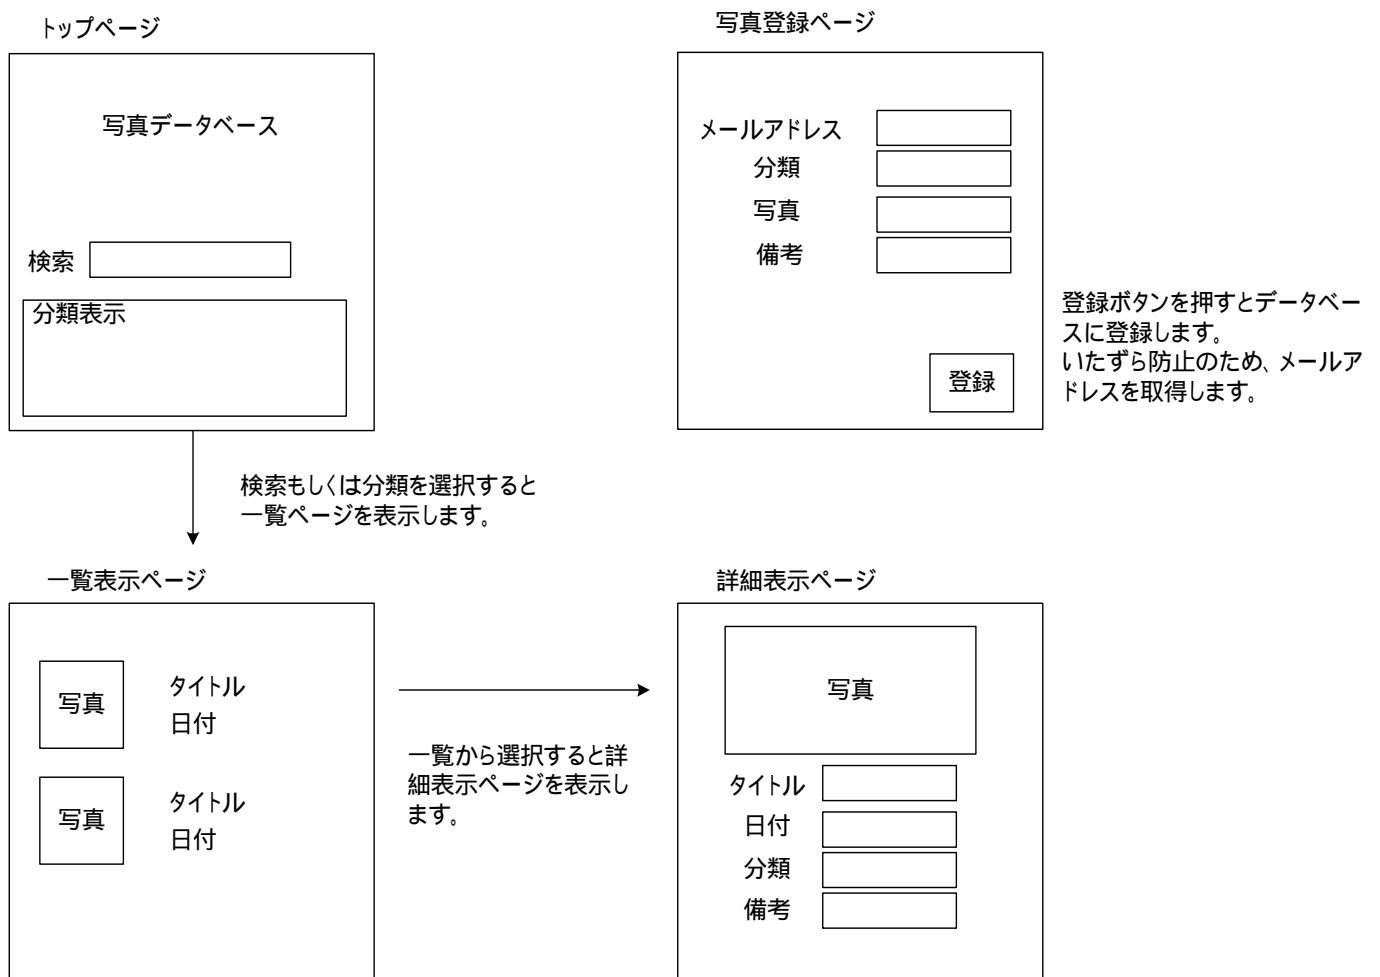 トップページ
写真データベース
検索
分類表示
写真登録ページ
メールアドレス
分類
写真
備考
登録
登録ボタンを押すとデータベー
スに登録します。
いたずら防止のため、メールア
ドレスを取得します。
検索もしくは分類を選択すると
一覧ページを表示します。
一覧表示ページ
写真
タイトル
日付
写真
タイトル
日付
一覧から選択すると詳
細表示ページを表示し
ます。
詳細表示ページ
写真
タイトル
日付
分類
備考